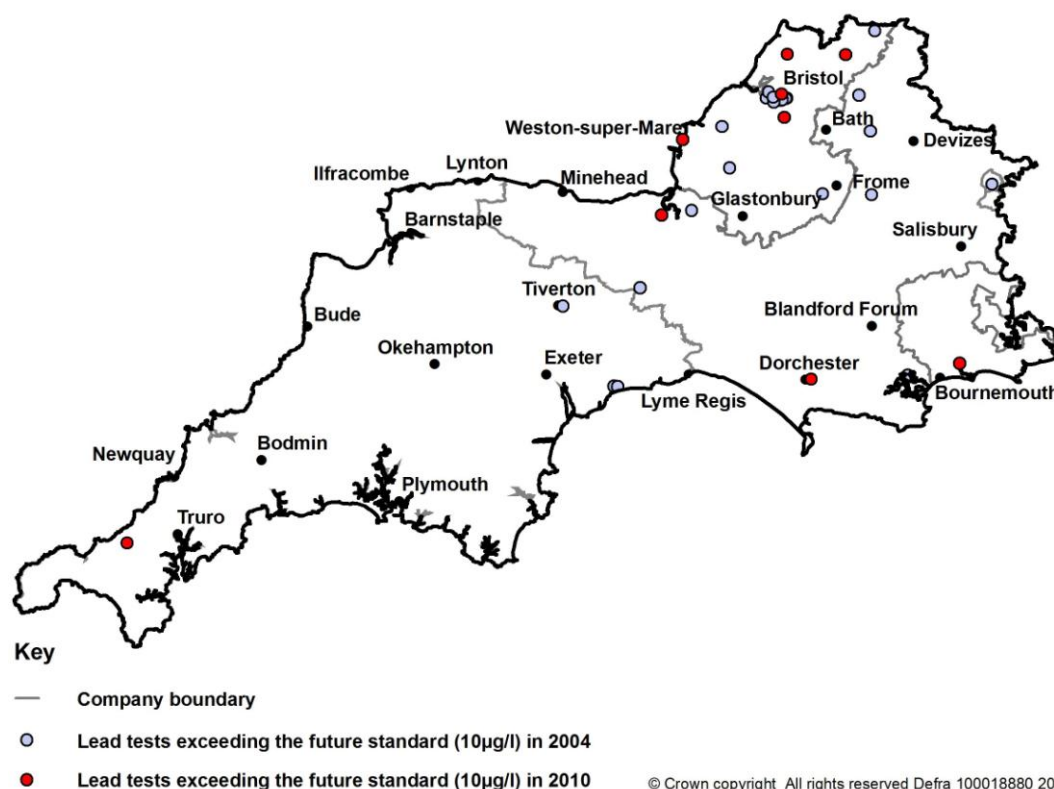 Bristol
Bath
Weston-super-Mare
Devizes
Lynton
Ilfracombe
Minehead
Frome
Glastonbury
Barnstaple
Salisbury
Tiverton
Blandford Forum
Bude
Okehampton
Exeter
Dorchester
Lyme Regis
Bournemouth
Newquay
Bodmin
Plymouth
Truro
Key
Company boundary
Lead tests exceeding the future standard (10µg/l) in 2004
Lead tests exceeding the future standard (10µg/l) in 2010
© Crown copyright All rights reserved Defra 100018880 20